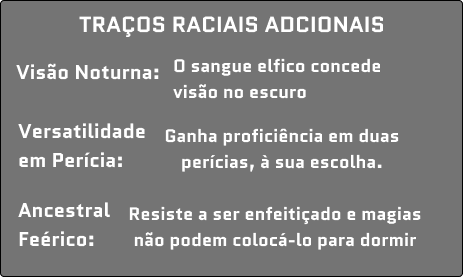 TRAÇOS RACIAIS ADCIONAIS
Visão Noturna: O sangue elfico concede
visão no escuro
Versatilidade
em Perícia:
Ganha proficiência em duas
perícias, à sua escolha.
Ancestral
Feérico:
Resiste a ser enfeitiçado e magias
não podem colocá-lo para dormir